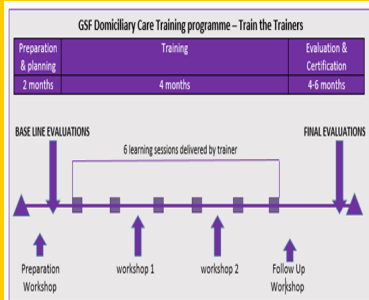 GSF Domiciliary Care Training programme – Train the Trainers
Preparation & planning
Training
Evaluation & Certification
2 months
4 months
4-6 months
BASE LINE EVALUATIONS
FINAL EVALUATIONS
6 learning sessions delivered by trainer
Preparation Workshop
workshop 1
workshop 2
Follow Up Workshop